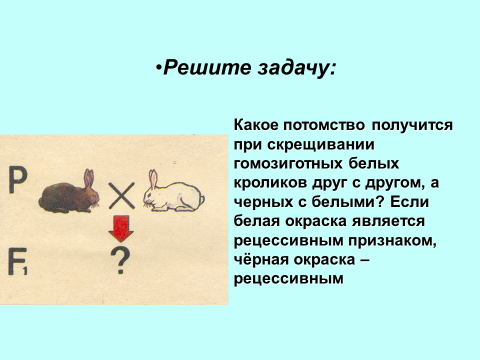 •Решите задачу:
Какое потомство получится
при скрещивании
гомозиготных белых
кроликов друг с другом, а
черных с белыми? Если
белая окраска является
рецессивным признаком,
чёрная окраска –
рецессивным
P
F1
?